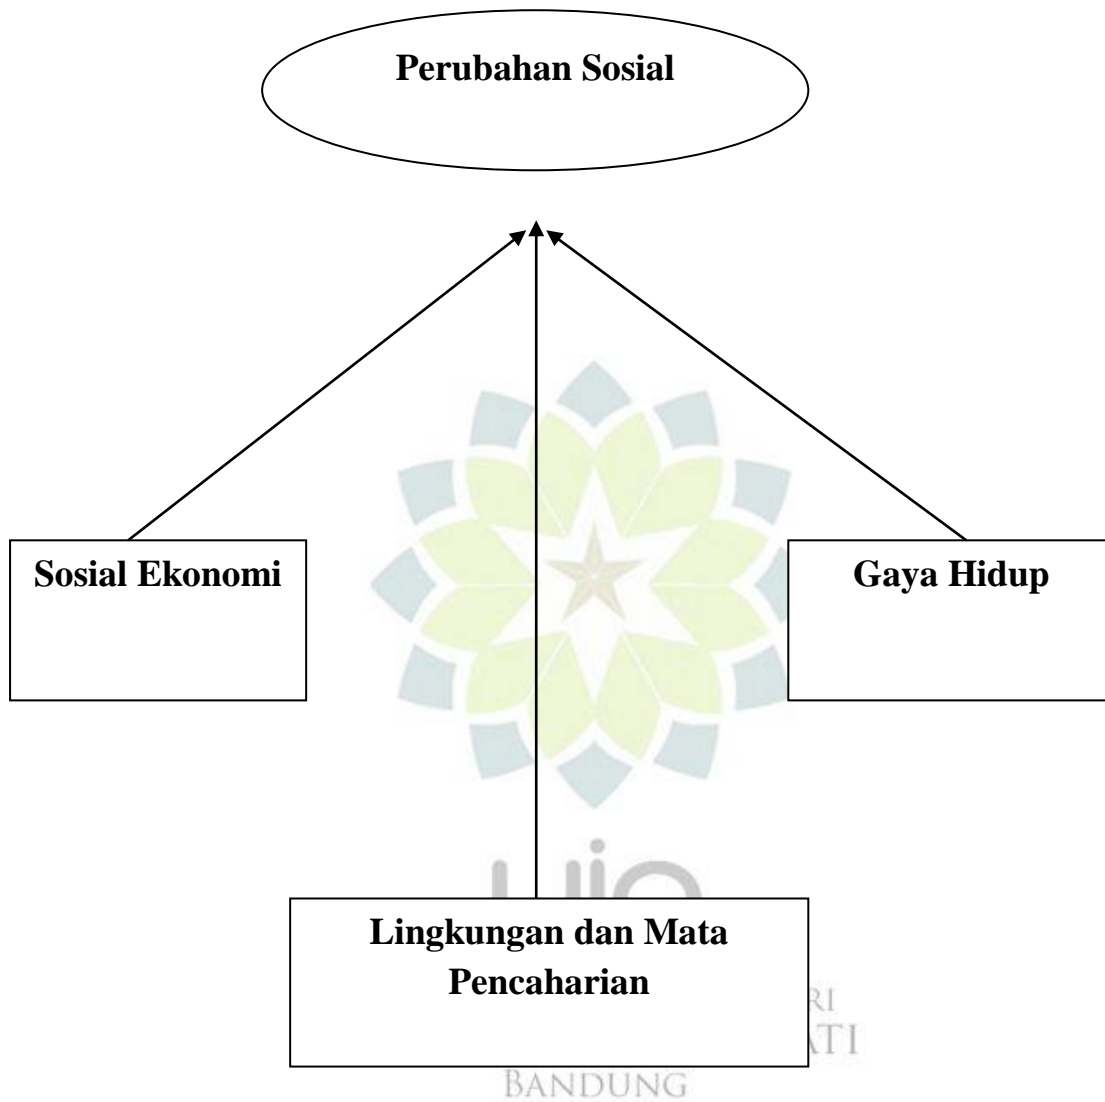 Perubahan Sosial
Sosial Ekonomi
Gaya Hidup
Lingkungan dan Mata
Pencaharian
BANDUNG